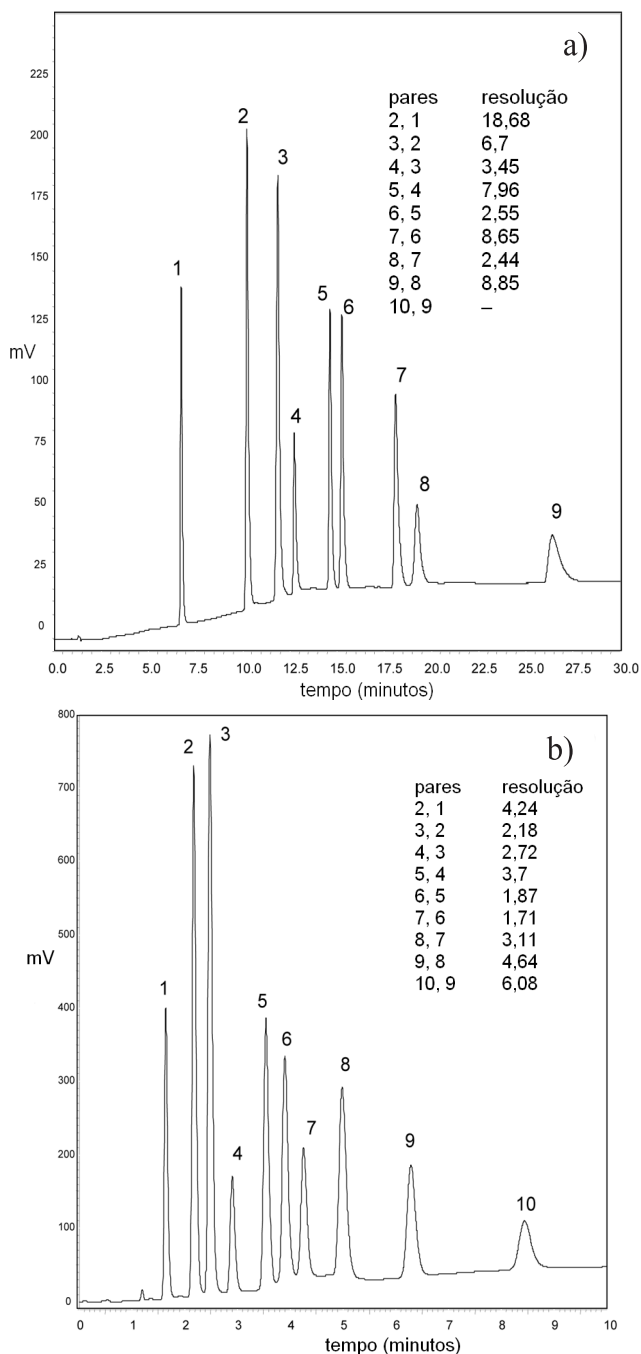 a)
pares resolução
2, 1 18,68
3, 2 6,7
4, 3 3,45
5, 4 7,96
6, 5 2,55
7, 6 8,65
8, 7 2,44
9, 8 8,85
10, 9 –
225
200
175
150
125
100
75
50
25
0
mV
1
2
3
4
5
6
7
8
9
0.0 2.5 5.0 7.5 10.0 12.5 15.0 17.5 20.0 22.5 25.0 27.5 30.0
tempo (minutos)
b)
pares resolução
2, 1 4,24
3, 2 2,18
4, 3 2,72
5, 4 3,7
6, 5 1,87
7, 6 1,71
8, 7 3,11
9, 8 4,64
10, 9 6,08
800
700
600
500
400
300
200
100
0
mV
1
2
3
4
5
6
7
8
9
10
0 1 2 3 4 5 6 7 8 9 10
tempo (minutos)